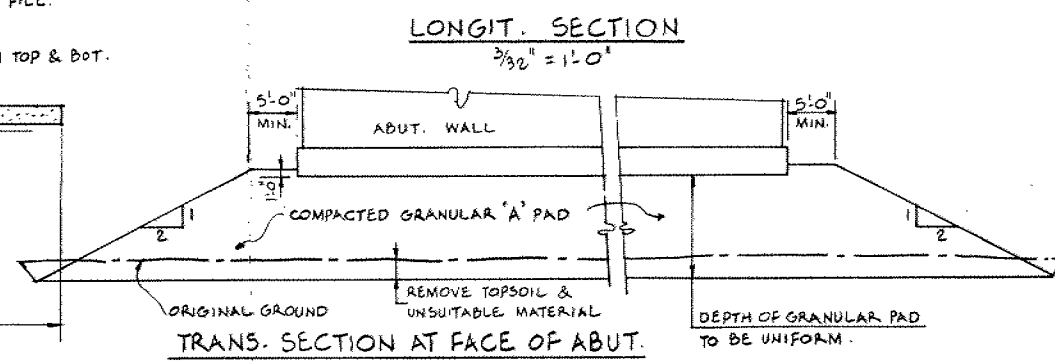 FILL.
TOP & BOT.
LONGIT. SECTION
3/32" = 1'-0"
5'-0"
MIN.
ABUT. WALL
5'-0"
MIN.
1
2
COMPACTED GRANULAR 'A' PAD
1
2
ORIGINAL GROUND
REMOVE TOPSOIL &
UNSUITABLE MATERIAL
DEPTH OF GRANULAR PAD
TO BE UNIFORM.
TRANS. SECTION AT FACE OF ABUT.